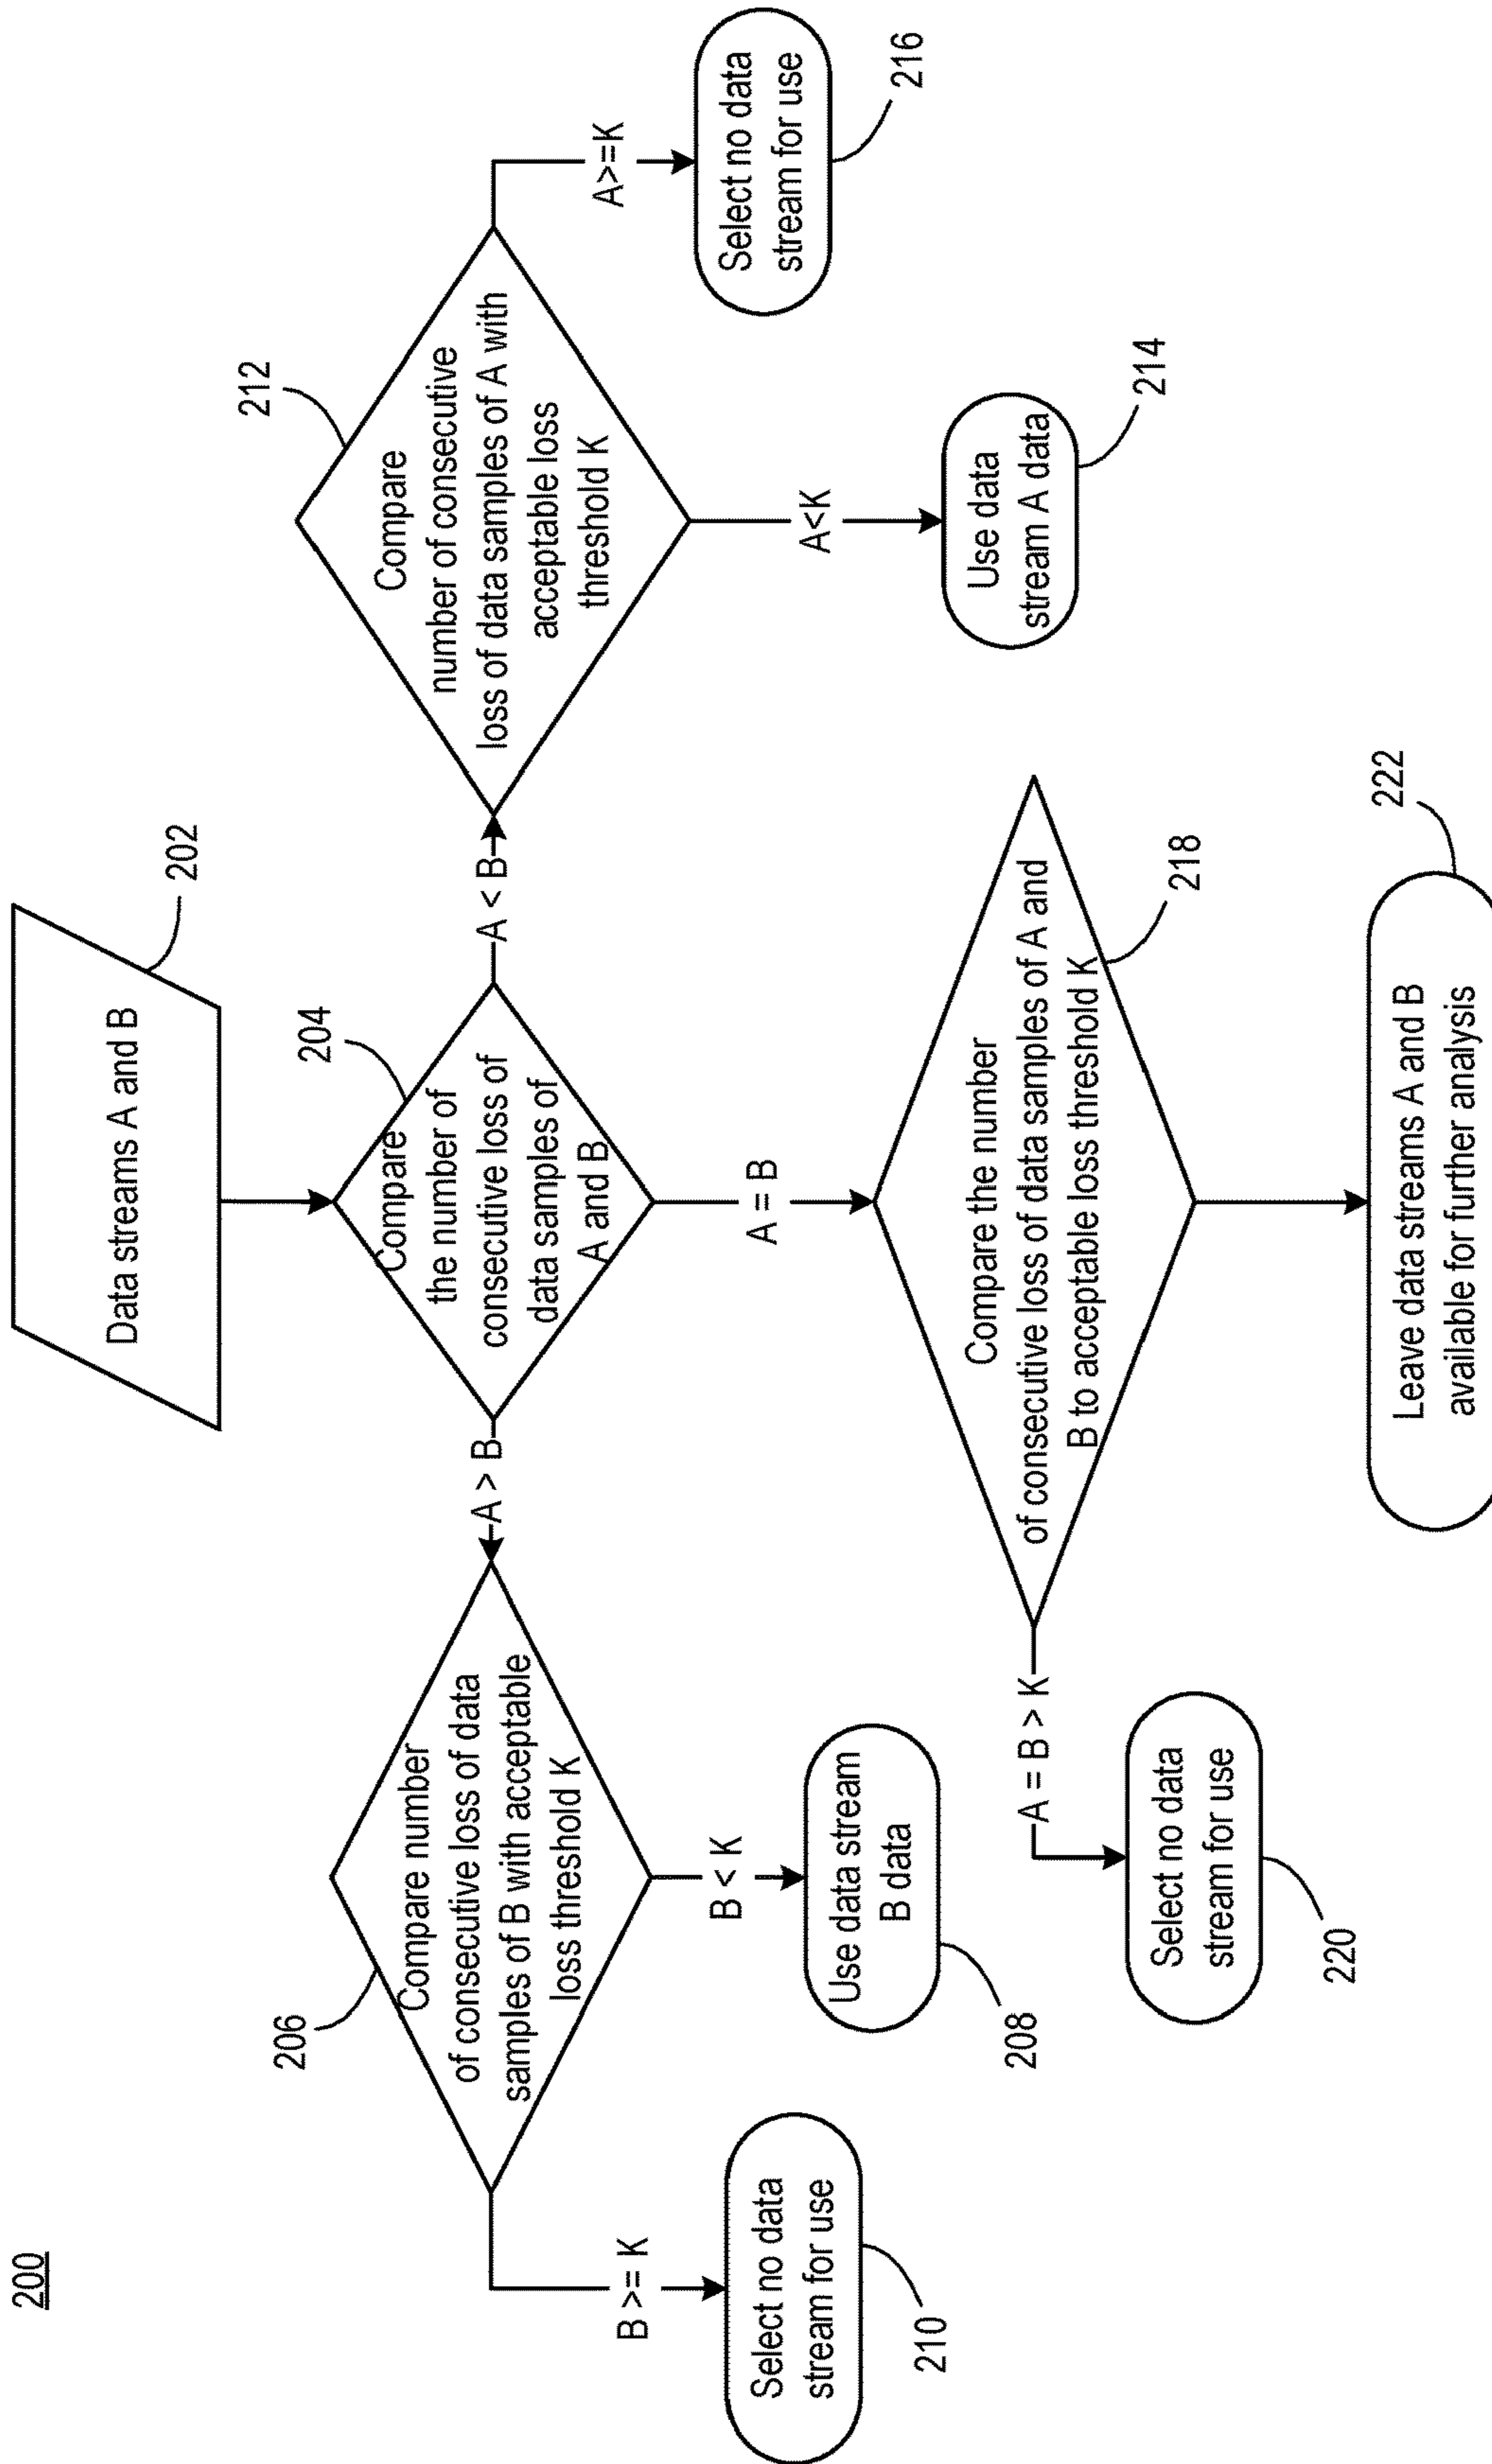 200
Data streams A and B
202
Compare
the number of
consecutive loss of
data samples of
A and B
204
A > B
A < B
A = B
206
Compare number
of consecutive loss of data
samples of B with acceptable
loss threshold K
B >= K
B < K
Select no data
stream for use
210
Use data stream
B data
208
212
Compare
number of consecutive
loss of data samples of A with
acceptable loss
threshold K
A>=K
A<K
Select no data
stream for use
216
Use data
stream A data
214
Compare the number
of consecutive loss of data samples of A and
B to acceptable loss threshold K
218
A = B > K
Select no data
stream for use
220
Leave data streams A and B
available for further analysis
222